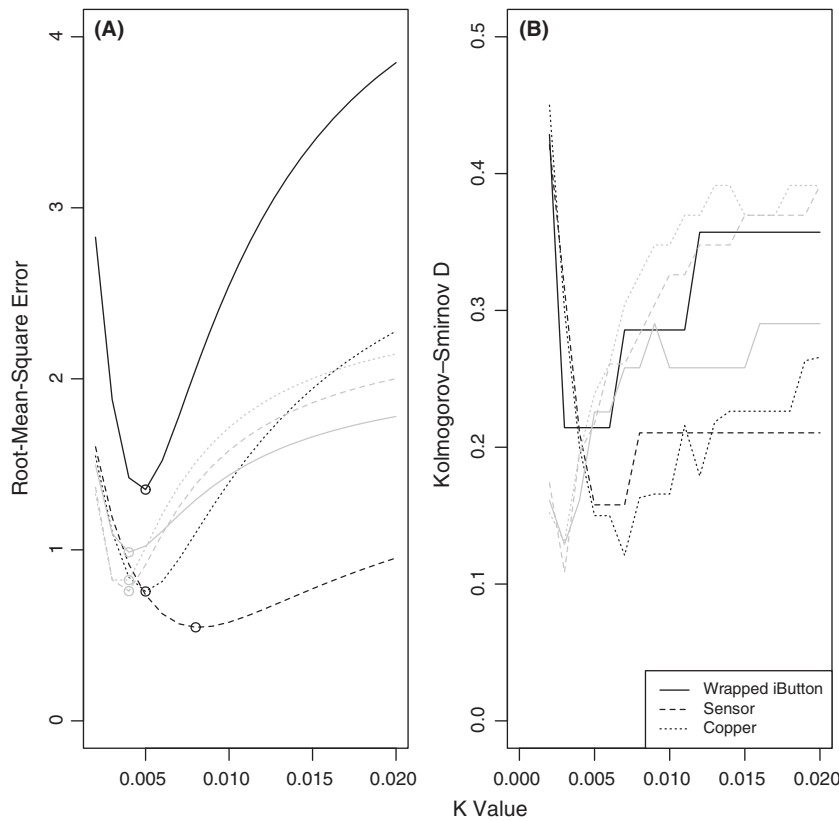 (A)
Root-Mean-Square Error
4
3
2
1
0
0.005
0.010
0.015
0.020
(B)
Kolmogorov–Smirnov D
0.5
0.4
0.3
0.2
0.1
0.0
Wrapped iButton
Sensor
Copper
0.000
0.005
0.010
0.015
0.020
K Value